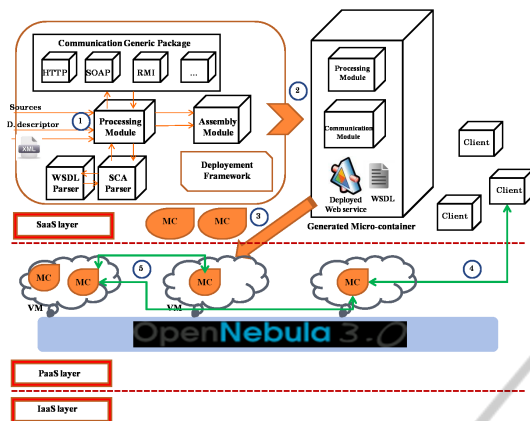 Communication Generic Package
HTTP
SOAP
RMI
...
Sources
1
D. descriptor
XML
Processing
Module
Assembly
Module
WSDL
Parser
SCA
Parser
Deployement
Framework
2
Processing
Module
Communication
Module
Deployed
Web service
WSDL
Generated Micro-container
Client
Client
Client
SaaS layer
MC
MC
3
MC
MC
VM
5
MC
VM
MC
4
OpenNebula 3.0
PaaS layer
IaaS layer